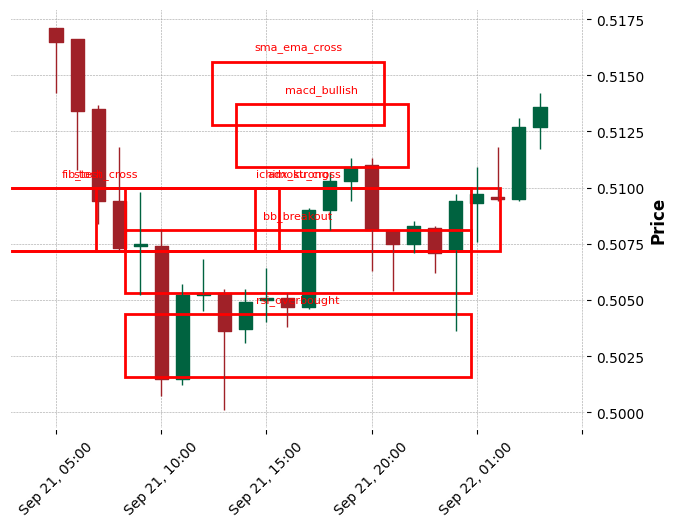 0.5175
sma_ema_cross
0.5150
macd_bullish
0.5125
0.5100
bb_breakout
0.5075
rsi_overbought
0.5050
0.5025
0.5000
Price
Sep 21, 05:00
Sep 21, 10:00
Sep 21, 15:00
Sep 21, 20:00
Sep 22, 01:00